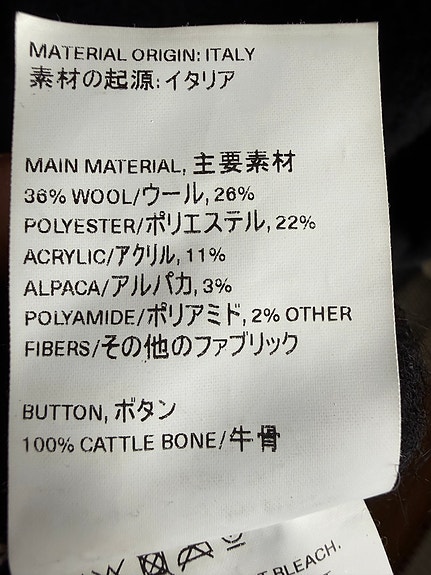 MATERIAL ORIGIN: ITALY
素材の起源: イタリア
MAIN MATERIAL, 主要素材
36% WOOL/ウール, 26%
POLYESTER/ポリエステル, 22%
ACRYLIC/アクリル, 11%
ALPACA/アルパカ, 3%
POLYAMIDE/ポリアミド, 2% OTHER
FIBERS/その他のファブリック
BUTTON, ボタン
100% CATTLE BONE/牛骨
BLEACH.